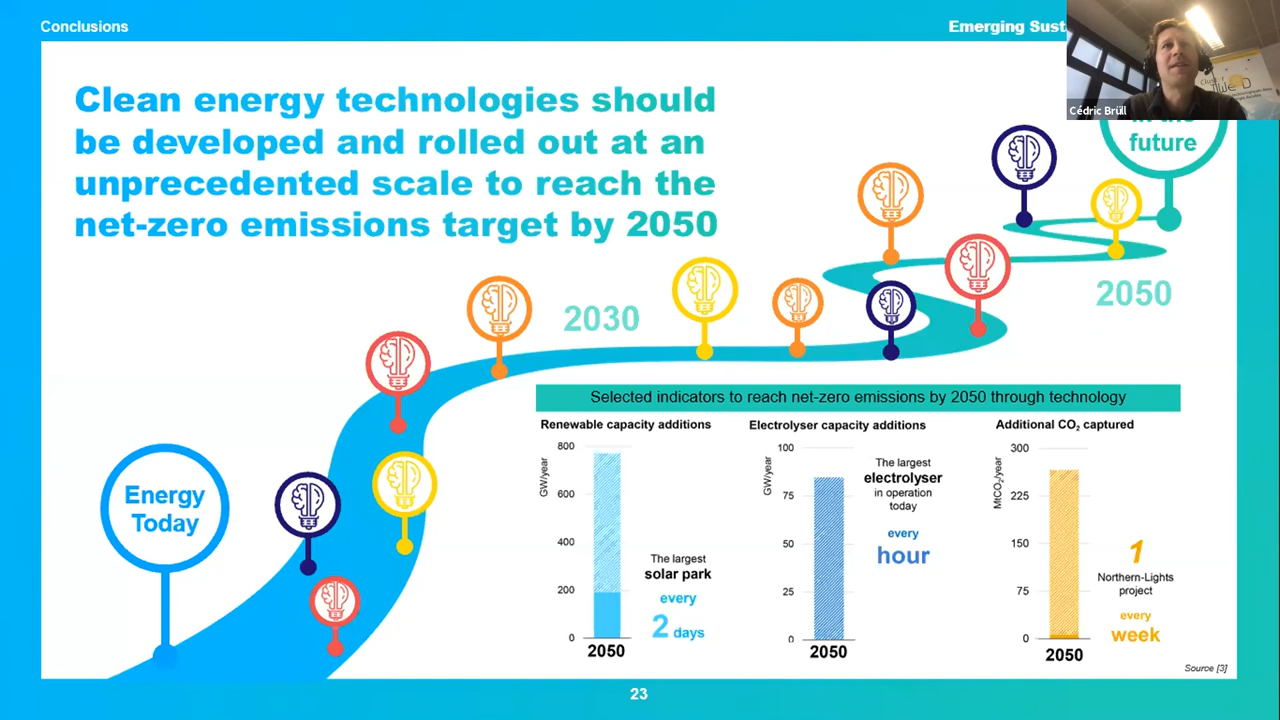 Conclusions
Emerging Sust
Cédric Brüll
Clean energy technologies should
be developed and rolled out at an
unprecedented scale to reach the
net-zero emissions target by 2050
in the
future
2050
2030
Energy
Today
Selected indicators to reach net-zero emissions by 2050 through technology
Renewable capacity additions
GW/year
800
600
400
200
0
2050
The largest
solar park
every
2 days
Electrolyser capacity additions
GW/year
100
75
50
25
0
2050
The largest
electrolyser
in operation
today
every
hour
Additional CO₂ captured
MtCO₂/year
300
225
150
75
0
2050
1
Northern-Lights
project
every
week
Source [3]
23